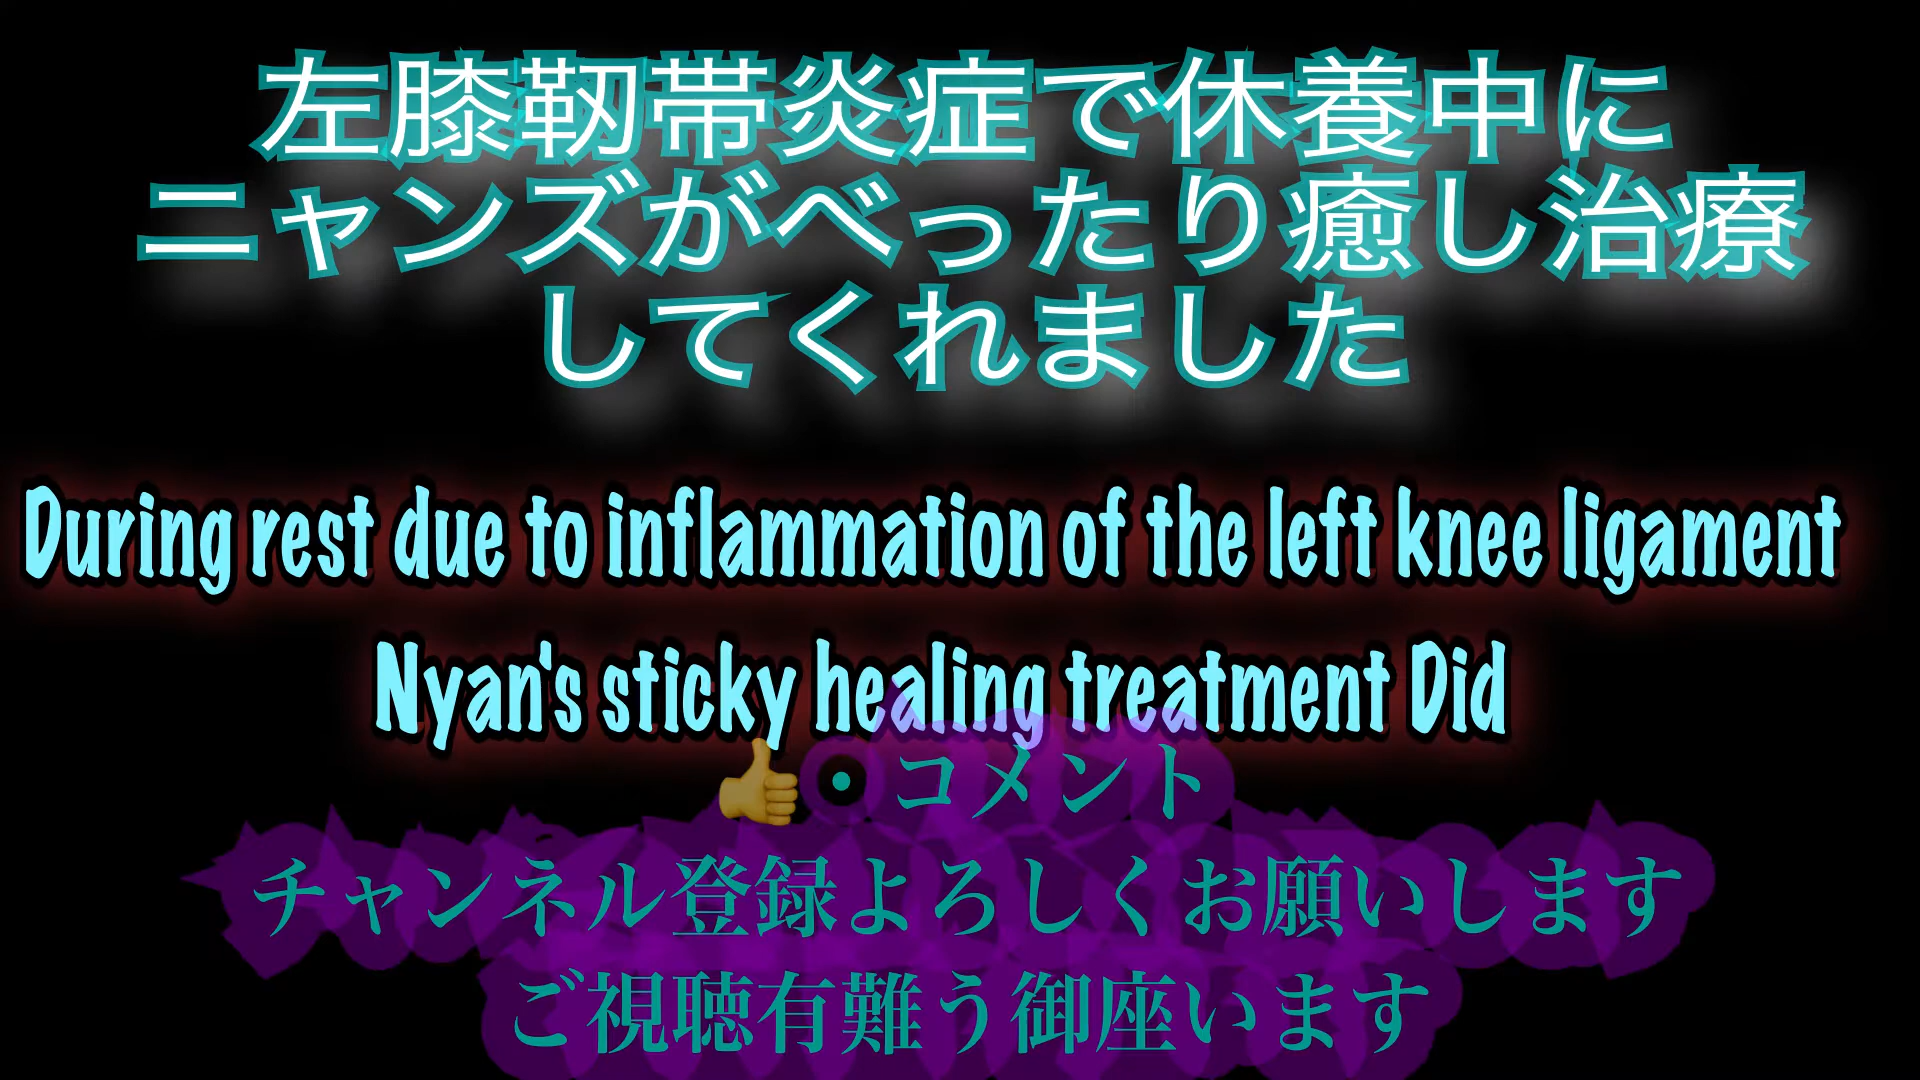 左膝靭帯炎症で休養中に
ニャンズがべったり癒し治療
してくれました
During rest due to inflammation of the left knee ligament
Nyan's sticky healing treatment Did
👍・コメント
チャンネル登録よろしくお願いします
ご視聴有難う御座います